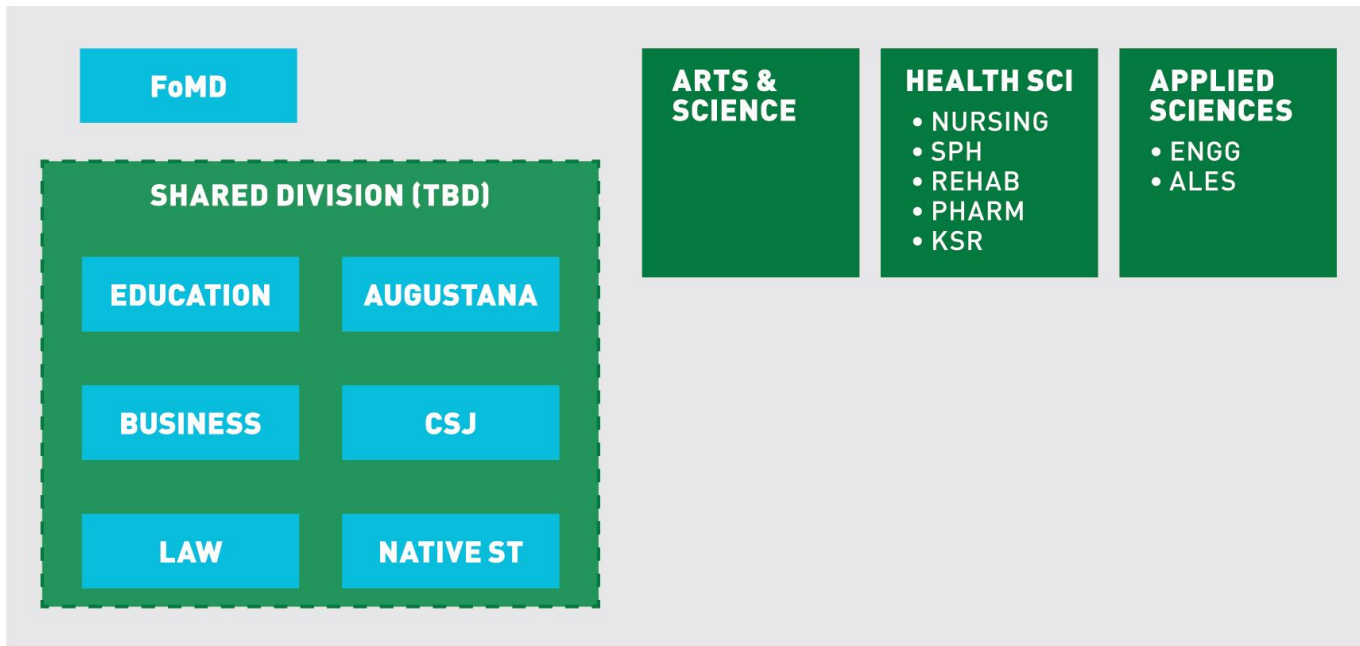 FoMD
SHARED DIVISION (TBD)
EDUCATION
AUGUSTANA
BUSINESS
CSJ
LAW
NATIVE ST
ARTS &
SCIENCE
HEALTH SCI
• NURSING
• SPH
• REHAB
• PHARM
• KSR
APPLIED
SCIENCES
• ENGG
• ALES